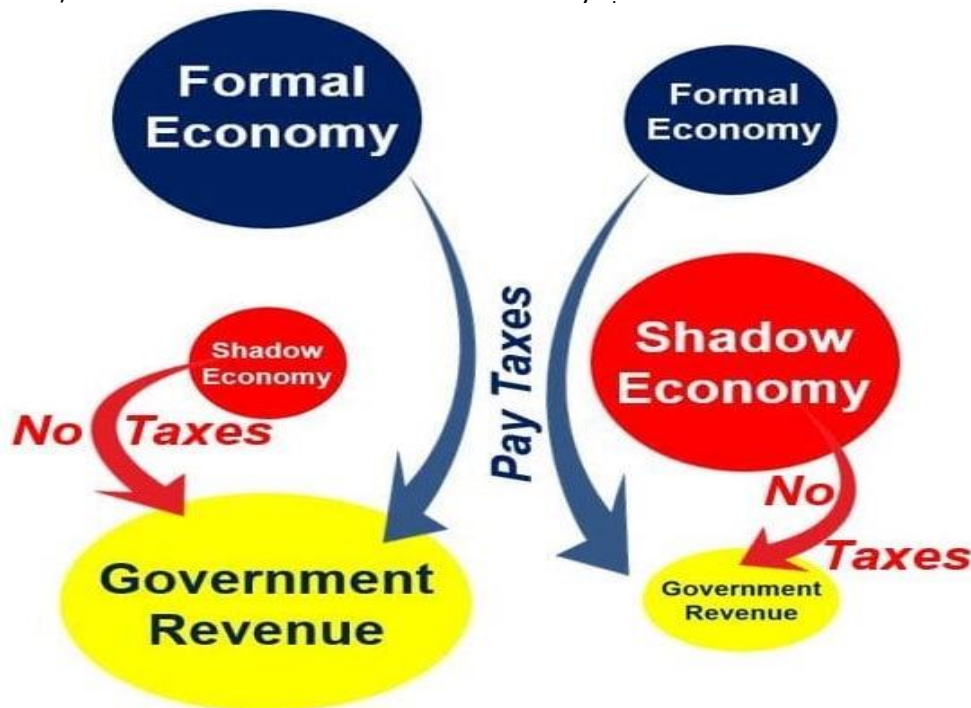 Formal
Economy
Formal
Economy
Shadow
Economy
No Taxes
Pay Taxes
Shadow
Economy
No
Taxes
Government
Revenue
Government
Revenue